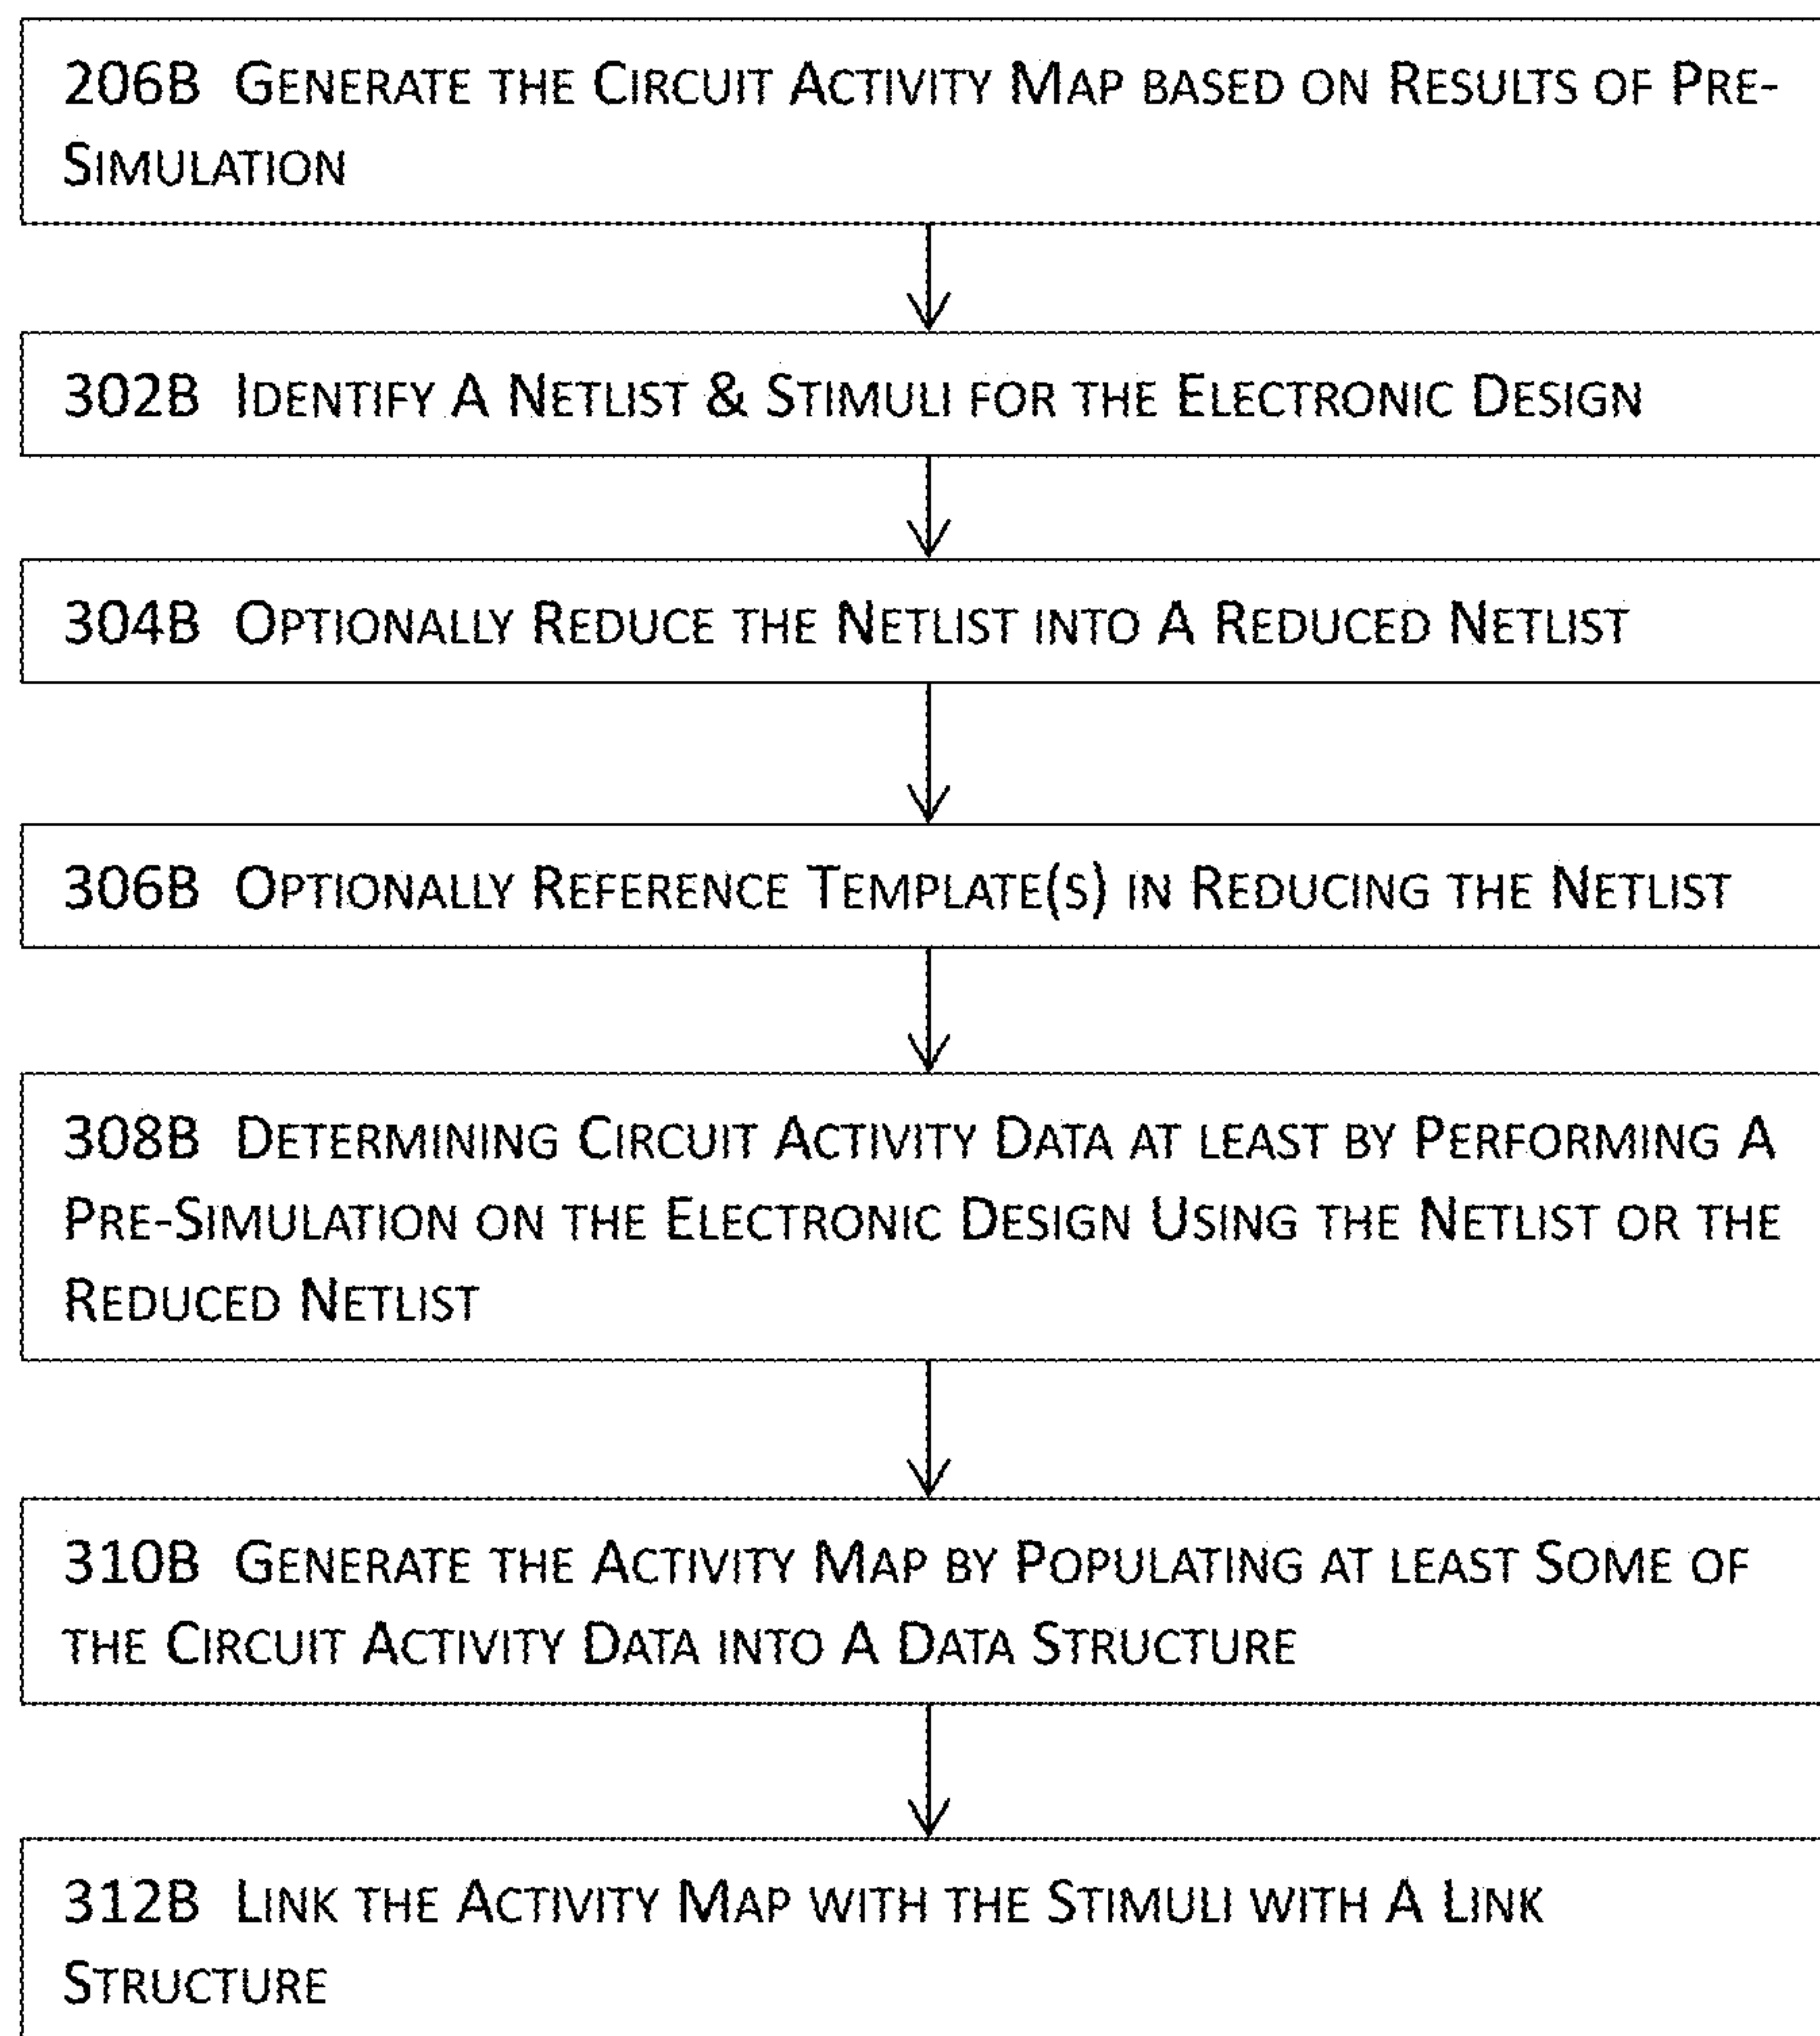 206B Generate the Circuit Activity Map based on Results of Pre-
Simulation
302B Identify A Netlist & Stimuli for the Electronic Design
304B Optionally Reduce the Netlist into A Reduced Netlist
306B Optionally Reference Template(s) in Reducing the Netlist
308B Determining Circuit Activity Data at least by Performing A
Pre-Simulation on the Electronic Design Using the Netlist or the
Reduced Netlist
310B Generate the Activity Map by Populating at least Some of
the Circuit Activity Data into A Data Structure
312B Link the Activity Map with the Stimuli with A Link
Structure